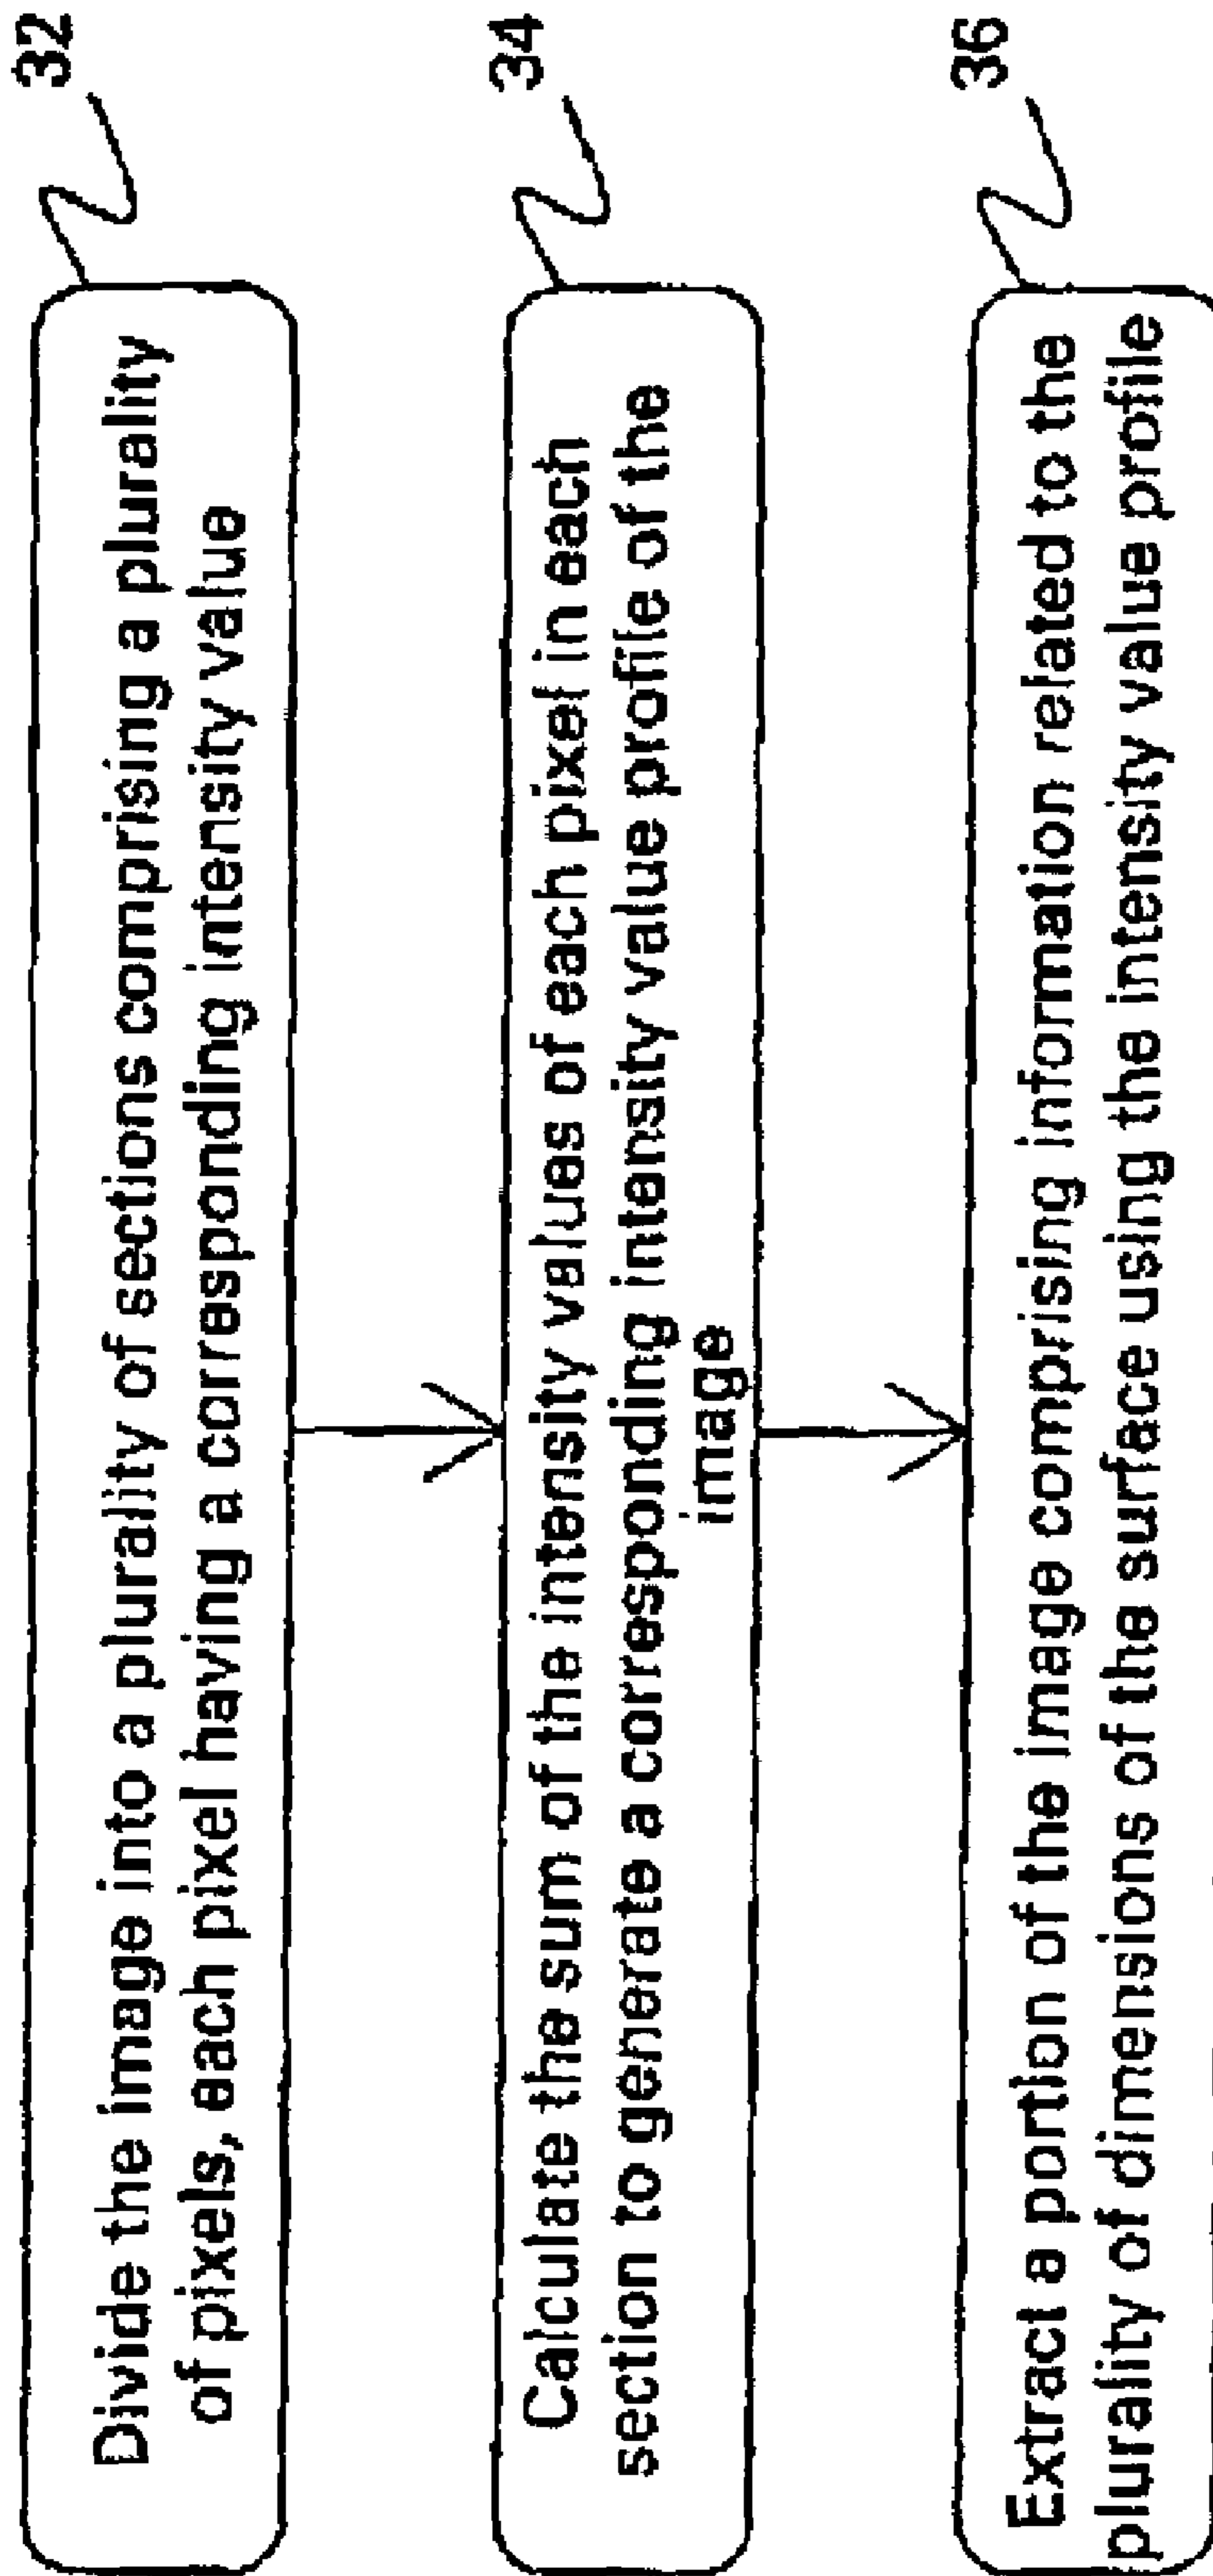 32
Divide the image into a plurality of sections comprising a plurality
of pixels, each pixel having a corresponding intensity value
34
Calculate the sum of the intensity values of each pixel in each
section to generate a corresponding intensity value profile of the
image
36
Extract a portion of the image comprising information related to the
plurality of dimensions of the surface using the intensity value profile